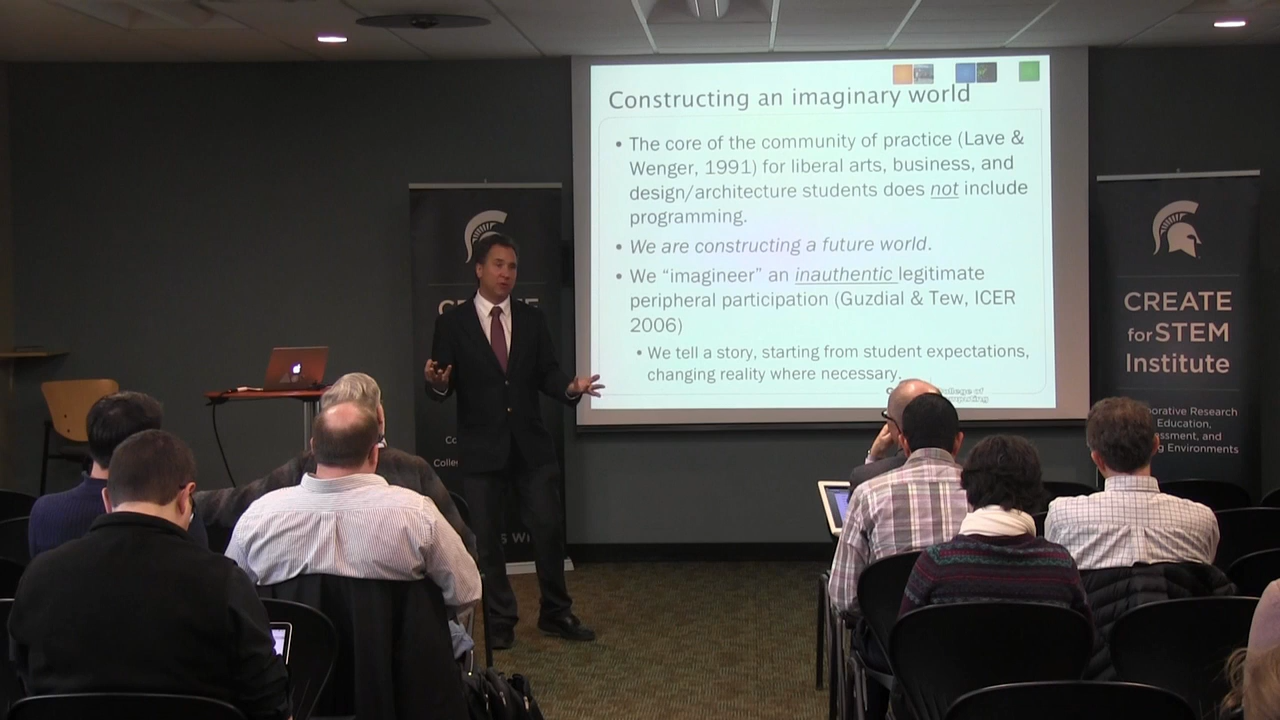 Constructing an imaginary world
• The core of the community of practice (Lave &
Wenger, 1991) for liberal arts, business, and
design/architecture students does not include
programming.
• We are constructing a future world.
• We “imagineer” an inauthentic legitimate
peripheral participation (Guzdial & Tew, ICER
2006)
• We tell a story, starting from student expectations,
changing reality where necessary.
College of
CREATE
for STEM
Institute